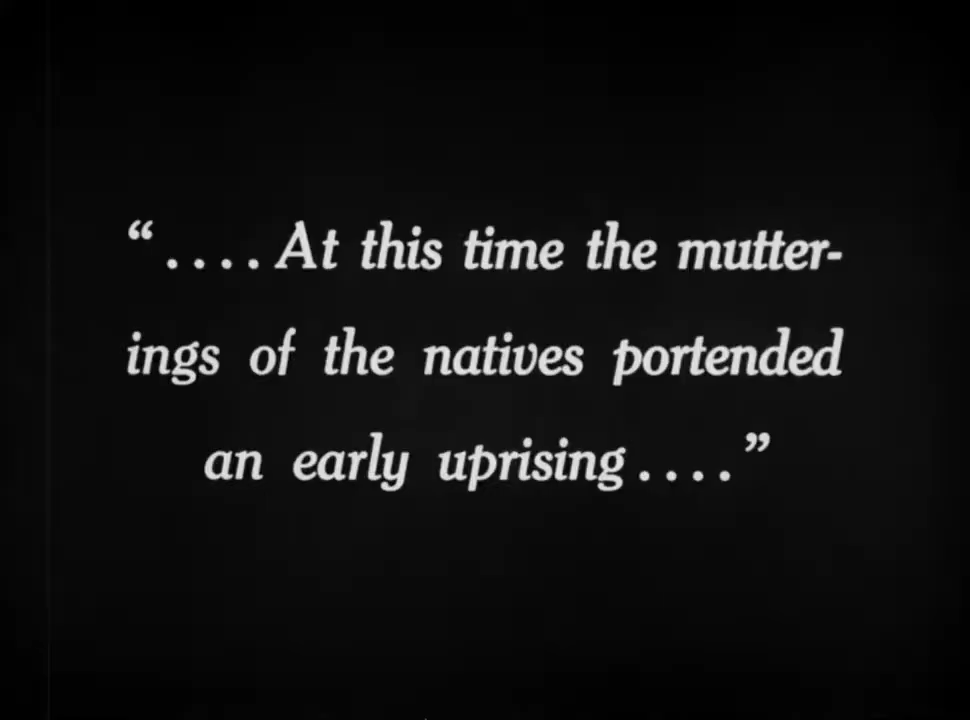 “ .... At this time the mutter-
ings of the natives portended
an early uprising .... ”